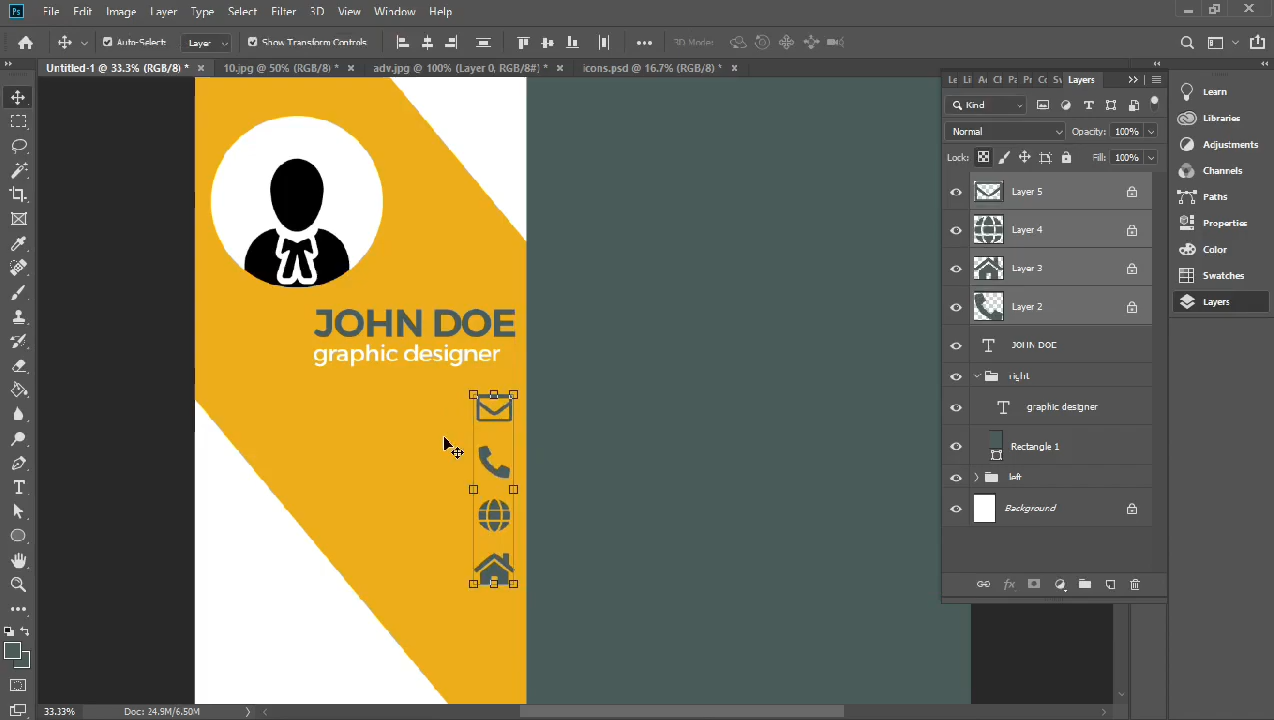 Ps File Edit Image Layer Type Select Filter 3D View Window Help
Auto-Select: Layer Show Transform Controls ••• 3D Mode:
Untitled-1 @ 33.3% (RGB/8) * × 10.jpg @ 50% (RGB/8) * × adv.jpg @ 100% (Layer 0, RGB/8#) * × icons.psd @ 16.7% (RGB/8) * ×
Layers
Learn
Kind
Libraries
Normal Opacity: 100%
Adjustments
Lock: Fill: 100%
Channels
Layer 5
Paths
Properties
Layer 4
Color
Layer 3
Swatches
Layer 2
Layers
JOHN DOE
graphic designer
JOHN DOE
right
graphic designer
Rectangle 1
left
Background
33.33% Doc: 24.9M/6.50M